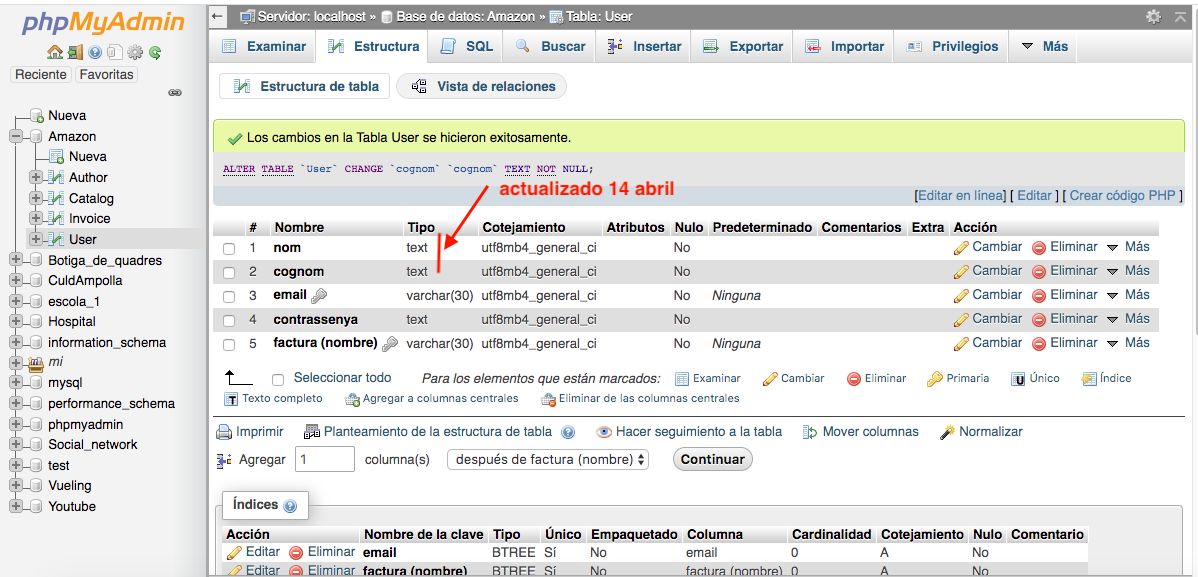 phpMyAdmin
Reciente Favoritas
Nueva
Amazon
Nueva
Author
Catalog
Invoice
User
Botiga_de_quadres
CuldAmpolla
escola_1
Hospital
information_schema
mi
mysql
performance_schema
phpmyadmin
Social_network
test
Vueling
Youtube
Servidor: localhost » Base de datos: Amazon » Tabla: User
Examinar Estructura SQL Buscar Insertar Exportar Importar Privilegios Más
Estructura de tabla Vista de relaciones
Los cambios en la Tabla User se hicieron exitosamente.
ALTER TABLE `User` CHANGE `cognom` `cognom` TEXT NOT NULL;
actualizado 14 abril
[Editar en línea] [ Editar ] [ Crear código PHP ]
# Nombre Tipo Cotejamiento Atributos Nulo Predeterminado Comentarios Extra Acción
1 nom text utf8mb4_general_ci No Cambiar Eliminar Más
2 cognom text utf8mb4_general_ci No Cambiar Eliminar Más
3 email varchar(30) utf8mb4_general_ci No Ninguna Cambiar Eliminar Más
4 contrassenya text utf8mb4_general_ci No Cambiar Eliminar Más
5 factura (nombre) varchar(30) utf8mb4_general_ci No Ninguna Cambiar Eliminar Más
Seleccionar todo Para los elementos que están marcados: Examinar Cambiar Eliminar Primaria Único Índice
Texto completo Agregar a columnas centrales Eliminar de las columnas centrales
Imprimir Planteamiento de la estructura de tabla Hacer seguimiento a la tabla Mover columnas Normalizar
Agregar 1 columna(s) después de factura (nombre) Continuar
Índices
Acción Nombre de la clave Tipo Único Empaquetado Columna Cardinalidad Cotejamiento Nulo Comentario
Editar Eliminar email BTREE Sí No email 0 A No
Editar Eliminar factura (nombre) BTREE Sí No factura (nombre) 0 A No